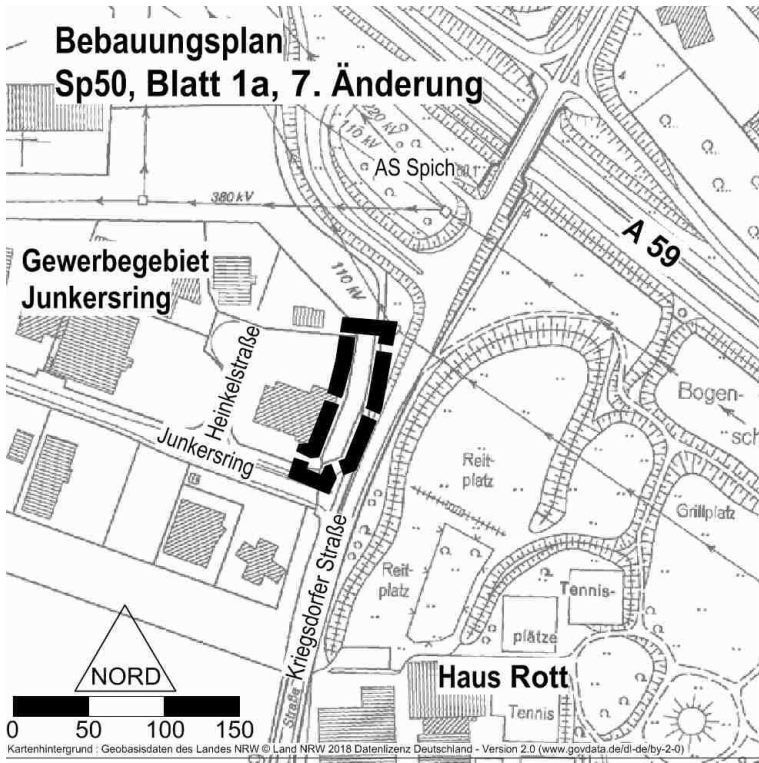 Bebauungsplan
Sp50, Blatt 1a, 7. Änderung
220 kV
110 kV
AS Spich
380 kV
A 59
Gewerbegebiet
Junkersring
110 kV
Heinkelstraße
Junkersring
Bogen-
sch
Reit-
platz
Grillplatz
Kriegsdorfer Straße
Reit-
platz
Tennis-
plätze
NORD
Haus Rott
Straße
Tennis
0 50 100 150
Kartenhintergrund : Geobasisdaten des Landes NRW © Land NRW 2018 Datenlizenz Deutschland - Version 2.0 (www.govdata.de/dl-de/by-2-0)